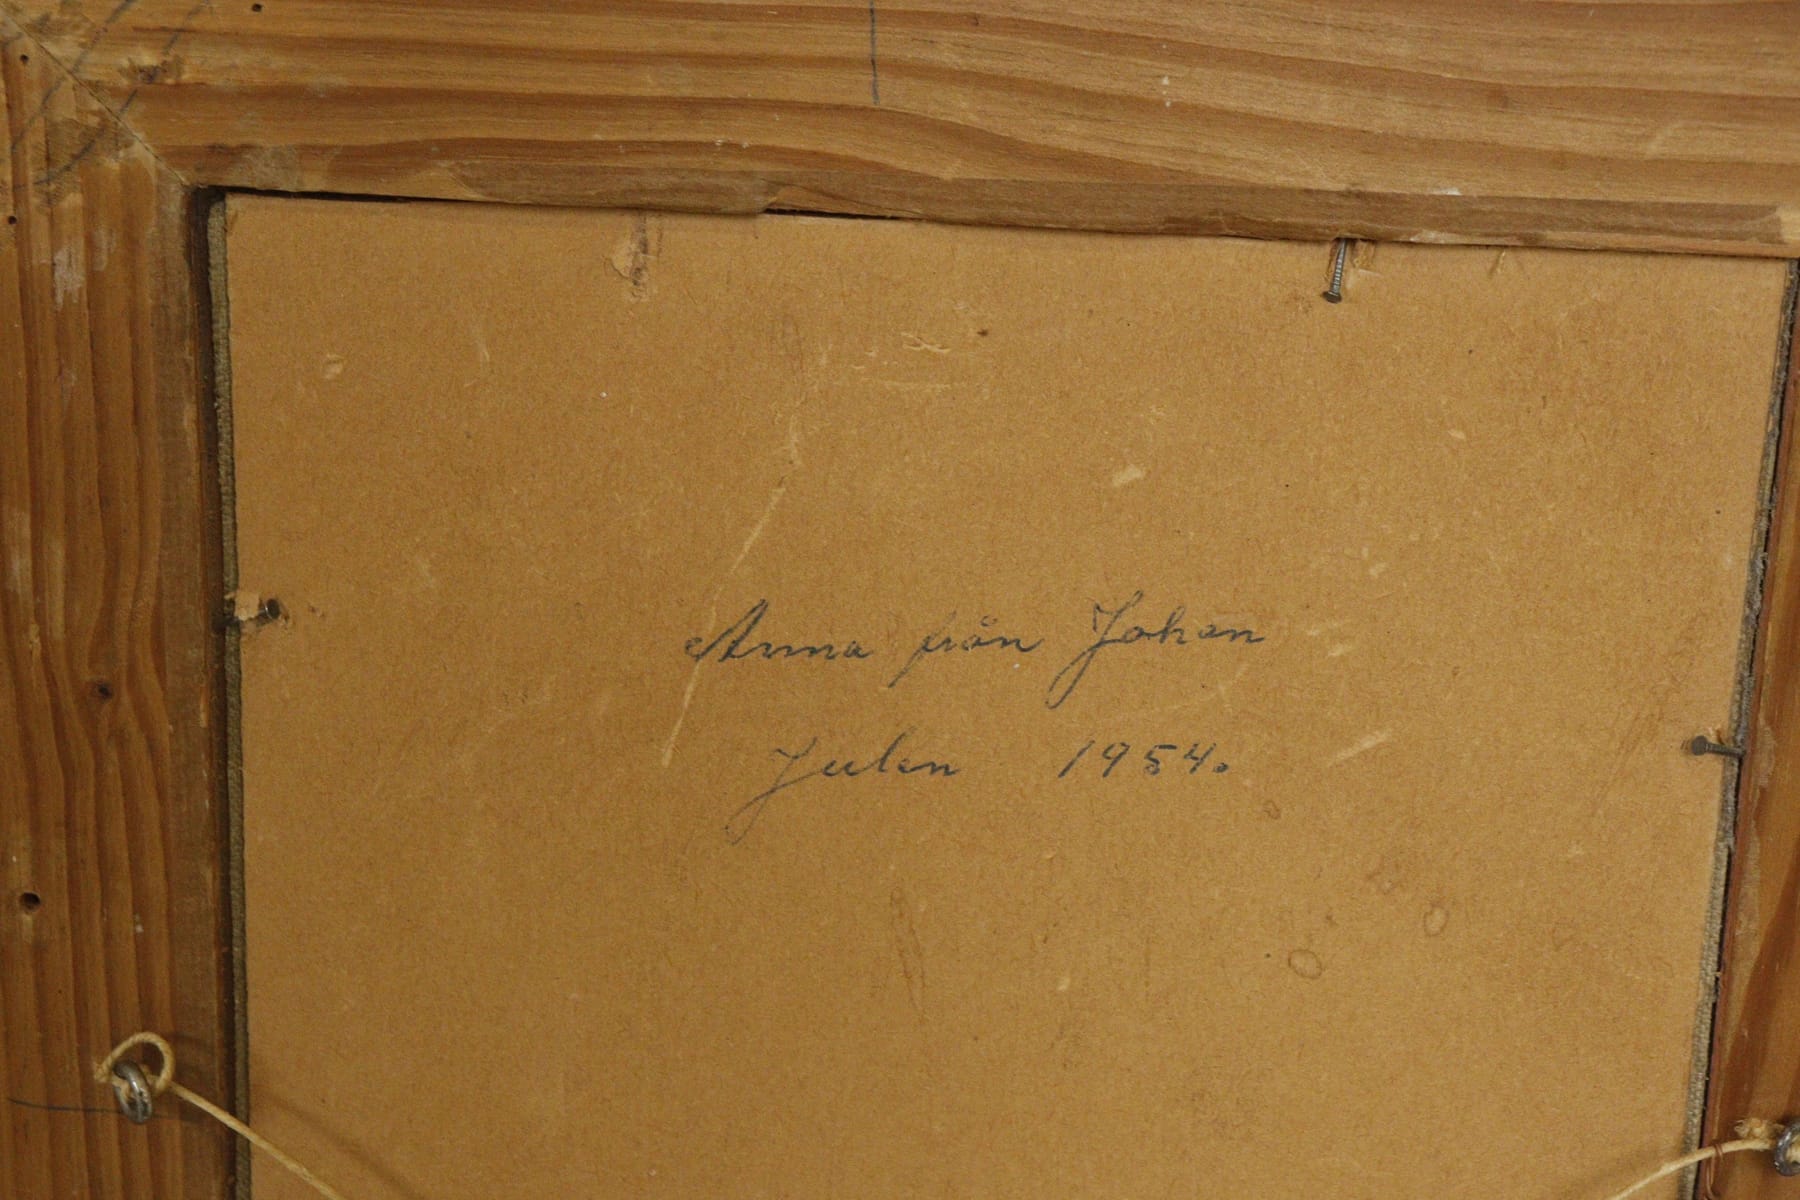 Anna från Johan
Julen 1954.